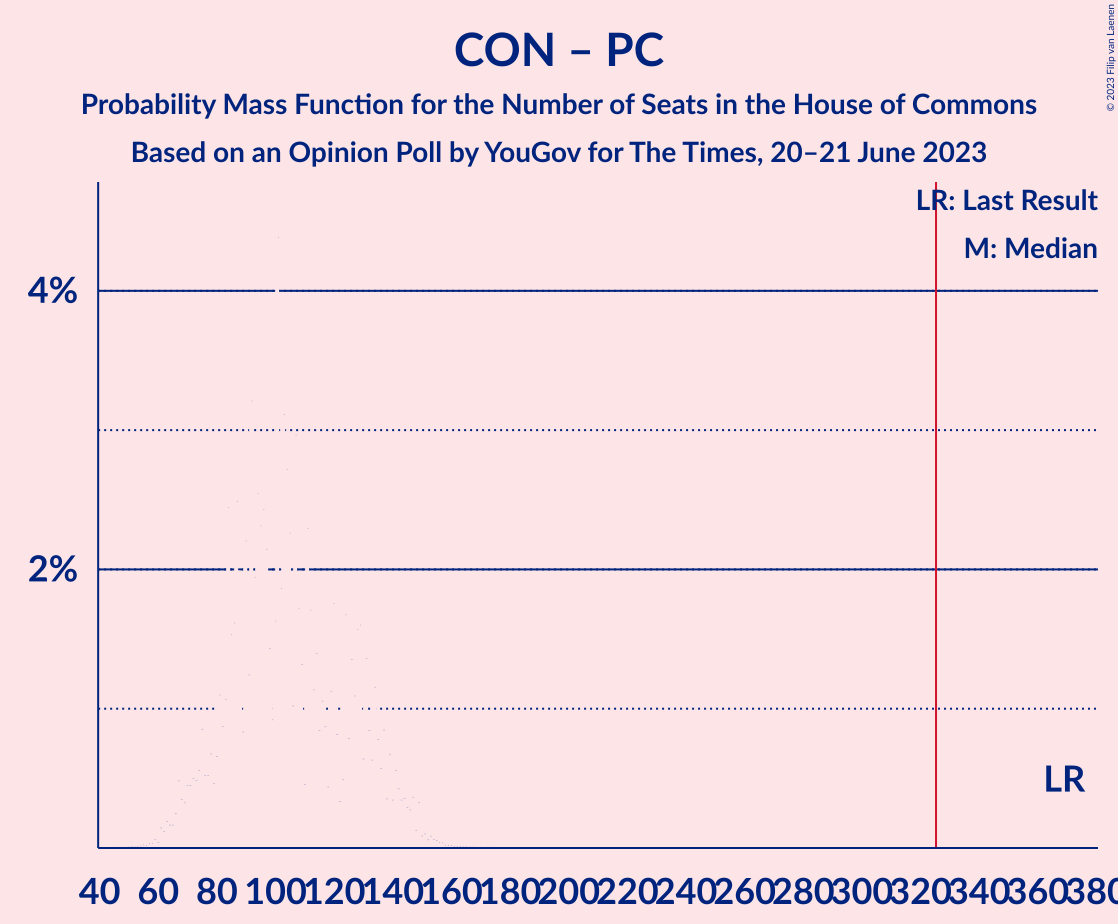 CON – PC
Probability Mass Function for the Number of Seats in the House of Commons
Based on an Opinion Poll by YouGov for The Times, 20–21 June 2023
© 2023 Filip van Laenen
LR: Last Result
M: Median
4%
2%
LR
40 60 80 100 120 140 160 180 200 220 240 260 280 300 320 340 360 380